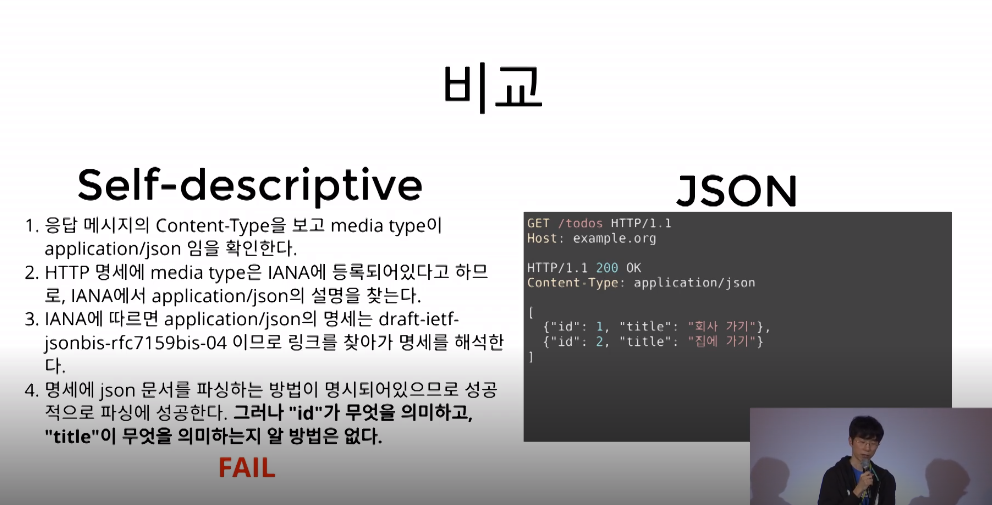 비교
Self-descriptive
1. 응답 메시지의 Content-Type을 보고 media type이
application/json 임을 확인한다.
2. HTTP 명세에 media type은 IANA에 등록되어있다고 하므
로, IANA에서 application/json의 설명을 찾는다.
3. IANA에 따르면 application/json의 명세는 draft-ietf-
jsonbis-rfc7159bis-04 이므로 링크를 찾아가 명세를 해석한
다.
4. 명세에 json 문서를 파싱하는 방법이 명시되어있으므로 성공
적으로 파싱에 성공한다. 그러나 "id"가 무엇을 의미하고,
"title"이 무엇을 의미하는지 알 방법은 없다.
FAIL
JSON
GET /todos HTTP/1.1
Host: example.org
HTTP/1.1 200 OK
Content-Type: application/json
[
{"id": 1, "title": "회사 가기"},
{"id": 2, "title": "집에 가기"}
]